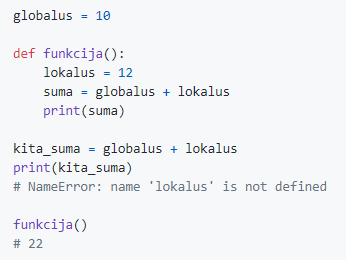 globalus = 10

def funkcija():
    lokalus = 12
    suma = globalus + lokalus
    print(suma)

kita_suma = globalus + lokalus
print(kita_suma)
# NameError: name 'lokalus' is not defined

funkcija()
# 22